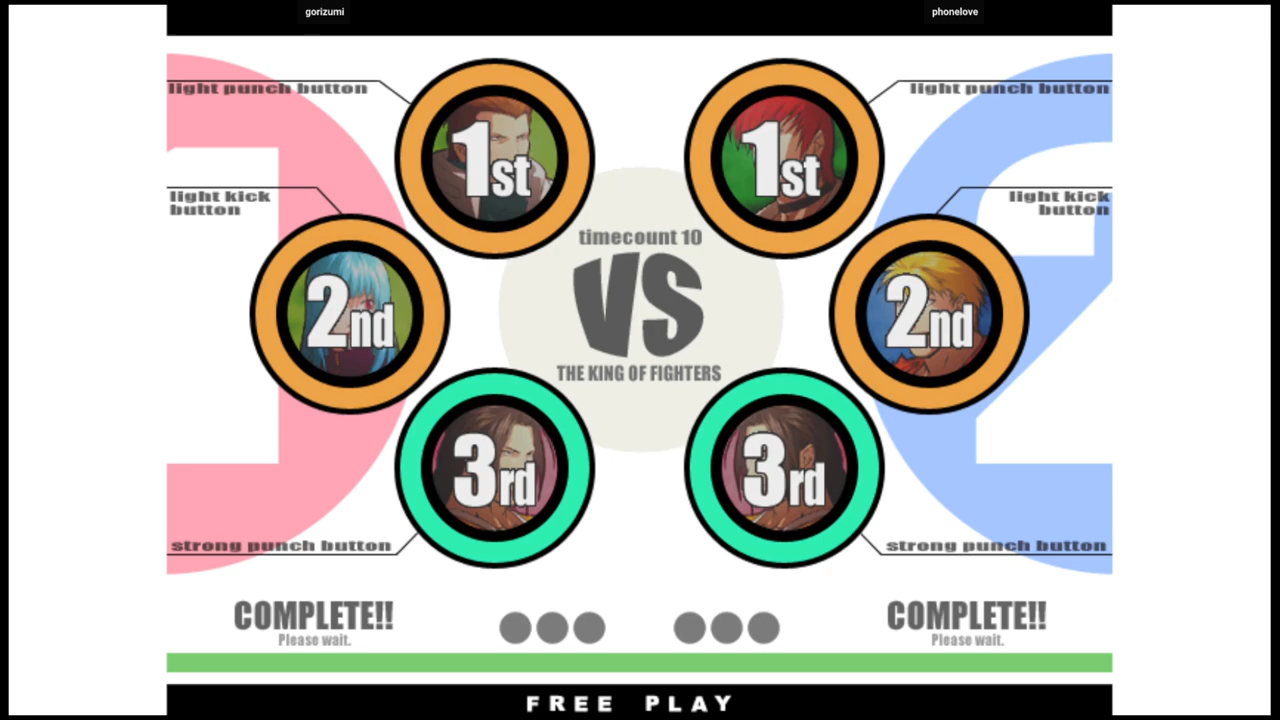 gorizumi
phonelove
light punch button
light punch button
1st
1st
light kick
button
light kick
button
timecount 10
VS
THE KING OF FIGHTERS
2nd
2nd
3rd
3rd
strong punch button
strong punch button
COMPLETE!!
Please wait.
COMPLETE!!
Please wait.
FREE PLAY